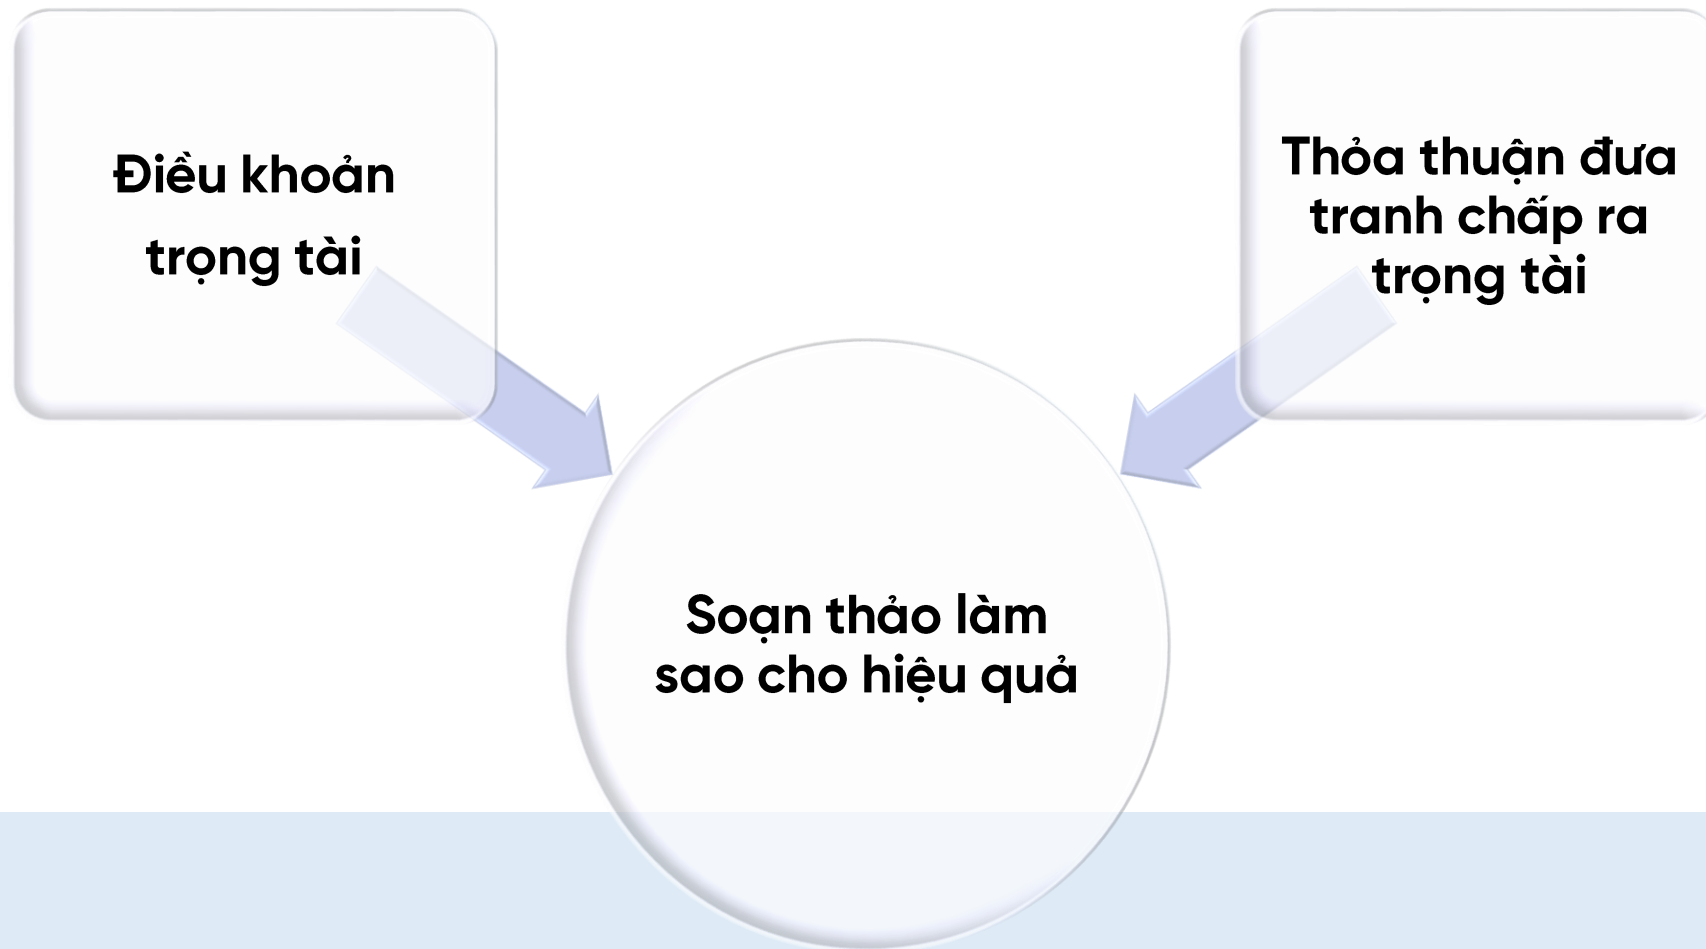 Điều khoản
trọng tài
Thỏa thuận đưa
tranh chấp ra
trọng tài
Soạn thảo làm
sao cho hiệu quả